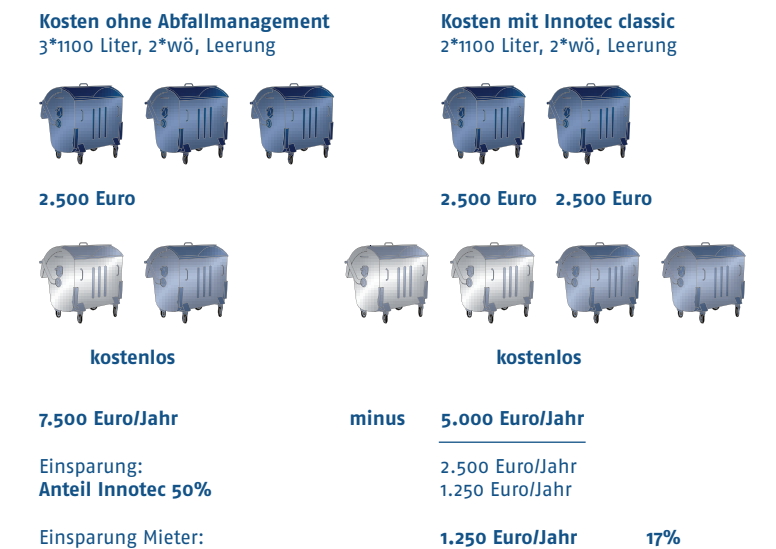 Kosten ohne Abfallmanagement
3*1100 Liter, 2*wö, Leerung
Kosten mit Innotec classic
2*1100 Liter, 2*wö, Leerung
2.500 Euro
2.500 Euro 2.500 Euro
kostenlos
kostenlos
7.500 Euro/Jahr minus 5.000 Euro/Jahr
Einsparung: 2.500 Euro/Jahr
Anteil Innotec 50% 1.250 Euro/Jahr
Einsparung Mieter: 1.250 Euro/Jahr 17%